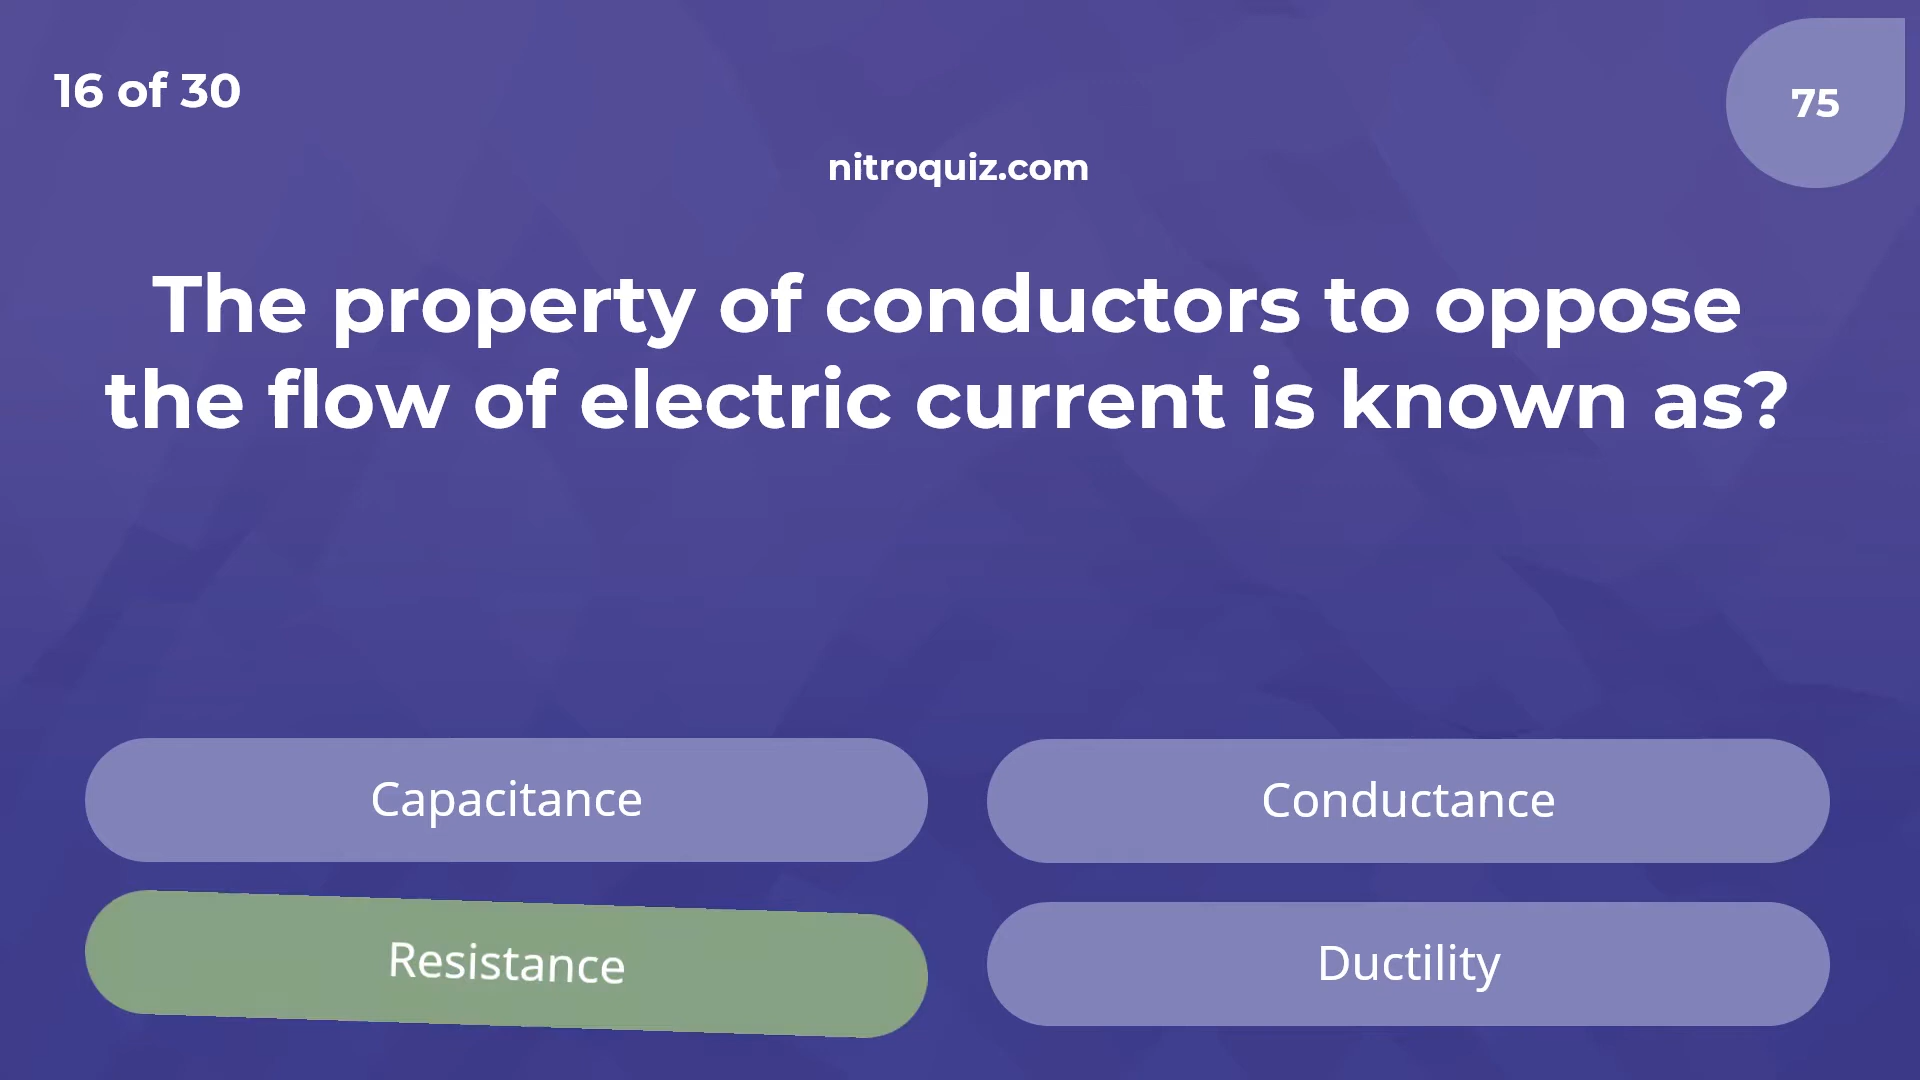 16 of 30
75
nitroquiz.com
The property of conductors to oppose
the flow of electric current is known as?
Capacitance
Conductance
Resistance
Ductility